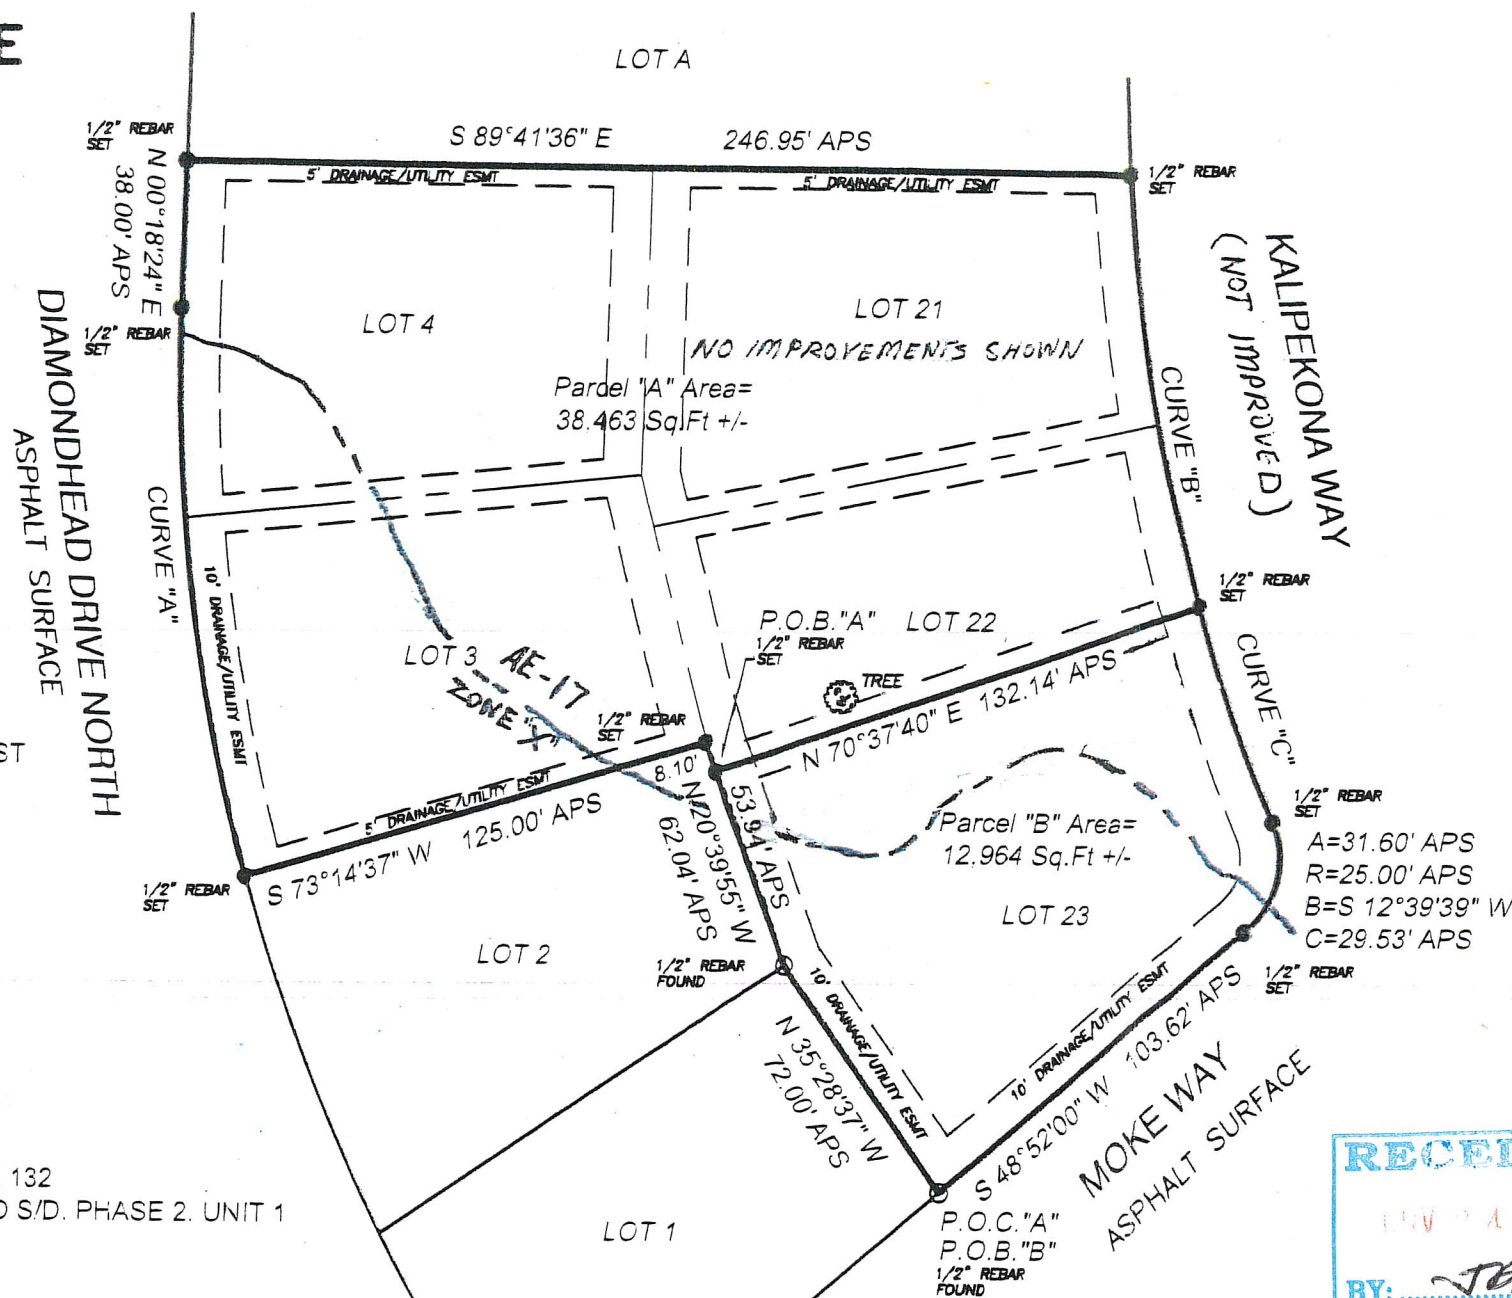 E
LOT A
1/2" REBAR
SET
S 89°41'36" E
246.95' APS
1/2" REBAR
SET
5' DRAINAGE/UTILITY ESMT
5' DRAINAGE/UTILITY ESMT
N 00°18'24" E
38.00' APS
1/2" REBAR
SET
LOT 4
LOT 21
NO IMPROVEMENTS SHOWN
Parcel "A" Area=
38.463 Sq.Ft +/-
KALIPEKONA WAY
(NOT IMPROVED)
CURVE "B"
DIAMONDHEAD DRIVE NORTH
ASPHALT SURFACE
CURVE "A"
10' DRAINAGE/UTILITY ESMT
1/2" REBAR
SET
P.O.B."A"
LOT 22
1/2" REBAR
SET
LOT 3
AE-17
ZONE "X"
TREE
1/2" REBAR
SET
N 70°37'40" E 132.14' APS
CURVE "C"
ST
5' DRAINAGE/UTILITY ESMT
8.10'
S 73°14'37" W 125.00' APS
53.94' APS
N 20°39'55" W
62.04' APS
1/2" REBAR
SET
1/2" REBAR
SET
Parcel "B" Area=
12.964 Sq.Ft +/-
A=31.60' APS
R=25.00' APS
B=S 12°39'39" W
C=29.53' APS
LOT 23
LOT 2
1/2" REBAR
FOUND
1/2" REBAR
SET
10' DRAINAGE/UTILITY ESMT
10' DRAINAGE/UTILITY ESMT
N 35°28'37" W
72.00' APS
S 48°52'00" W 103.62' APS
MOKE WAY
ASPHALT SURFACE
132
S/D. PHASE 2. UNIT 1
LOT 1
P.O.C."A"
P.O.B."B"
1/2" REBAR
FOUND
RECEI
BY: